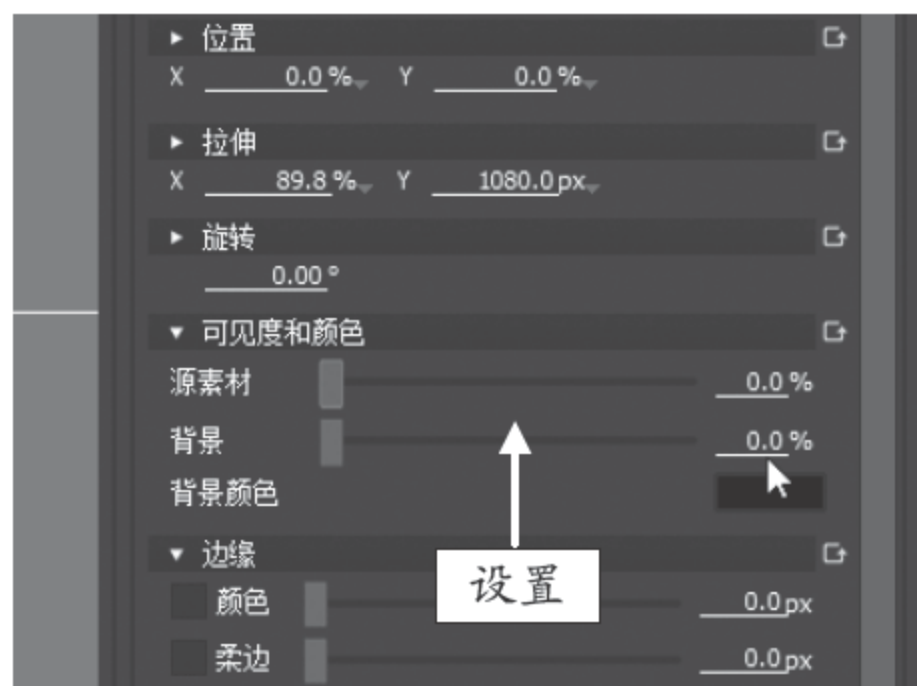 位置
X 0.0 % Y 0.0 %
拉伸
X 89.8 % Y 1080.0 px
旋转
0.00 °
可见度和颜色
源素材 0.0 %
背景 0.0 %
背景颜色
边缘
设置
颜色 0.0 px
柔边 0.0 px